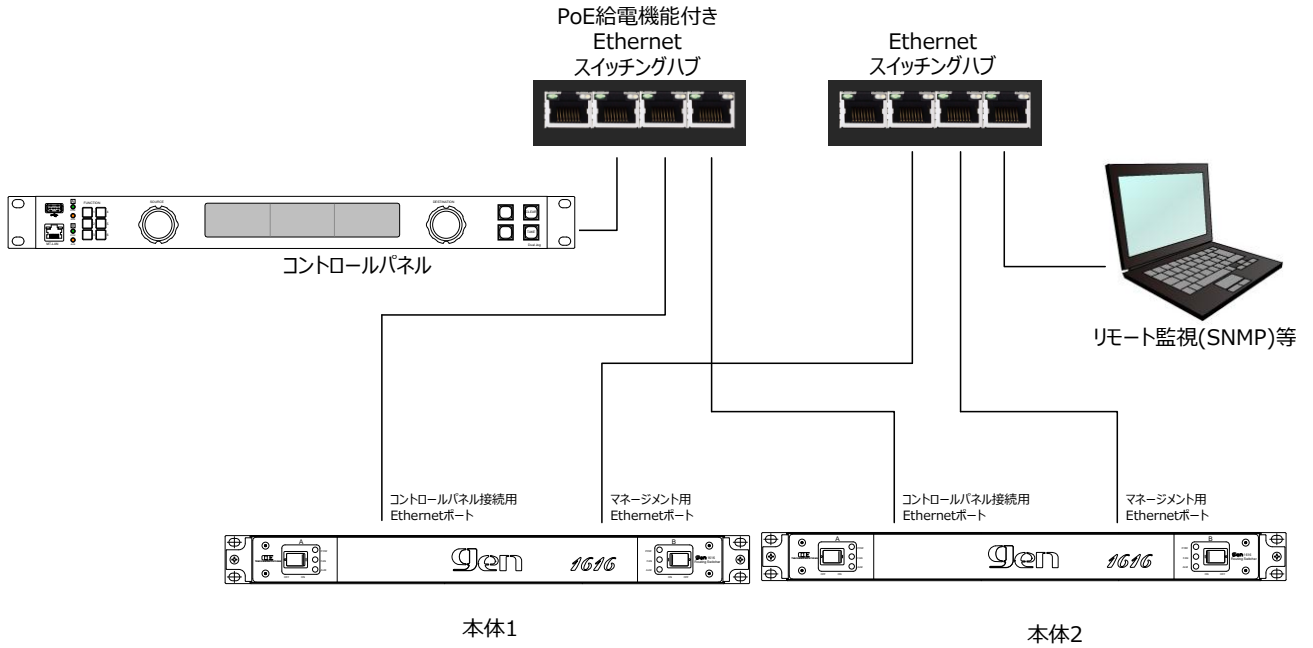 PoE給電機能付き
Ethernet
スイッチングハブ
Ethernet
スイッチングハブ
FUNCTION
SOURCE
DESTINATION
コントロールパネル
リモート監視(SNMP)等
コントロールパネル接続用
Ethernetポート
マネージメント用
Ethernetポート
コントロールパネル接続用
Ethernetポート
マネージメント用
Ethernetポート
A
gen
1616
B
A
gen
1616
B
本体1
本体2